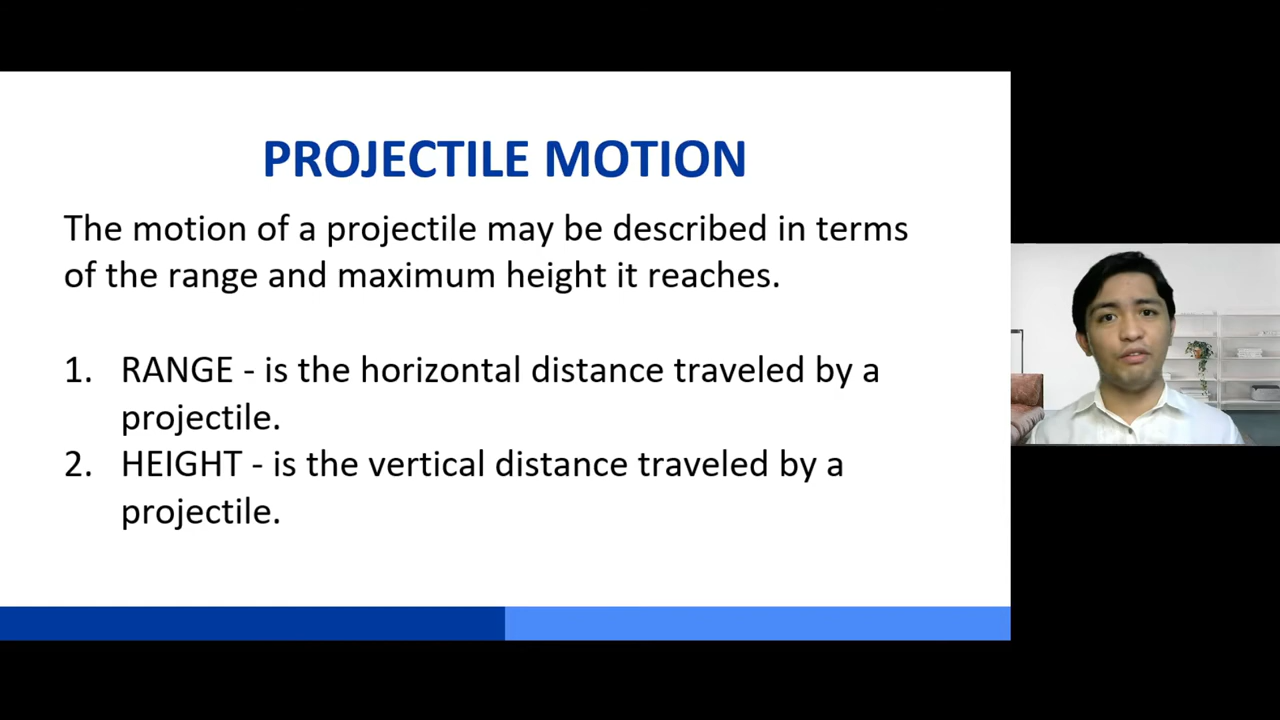 PROJECTILE MOTION
The motion of a projectile may be described in terms
of the range and maximum height it reaches.
1. RANGE - is the horizontal distance traveled by a
projectile.
2. HEIGHT - is the vertical distance traveled by a
projectile.